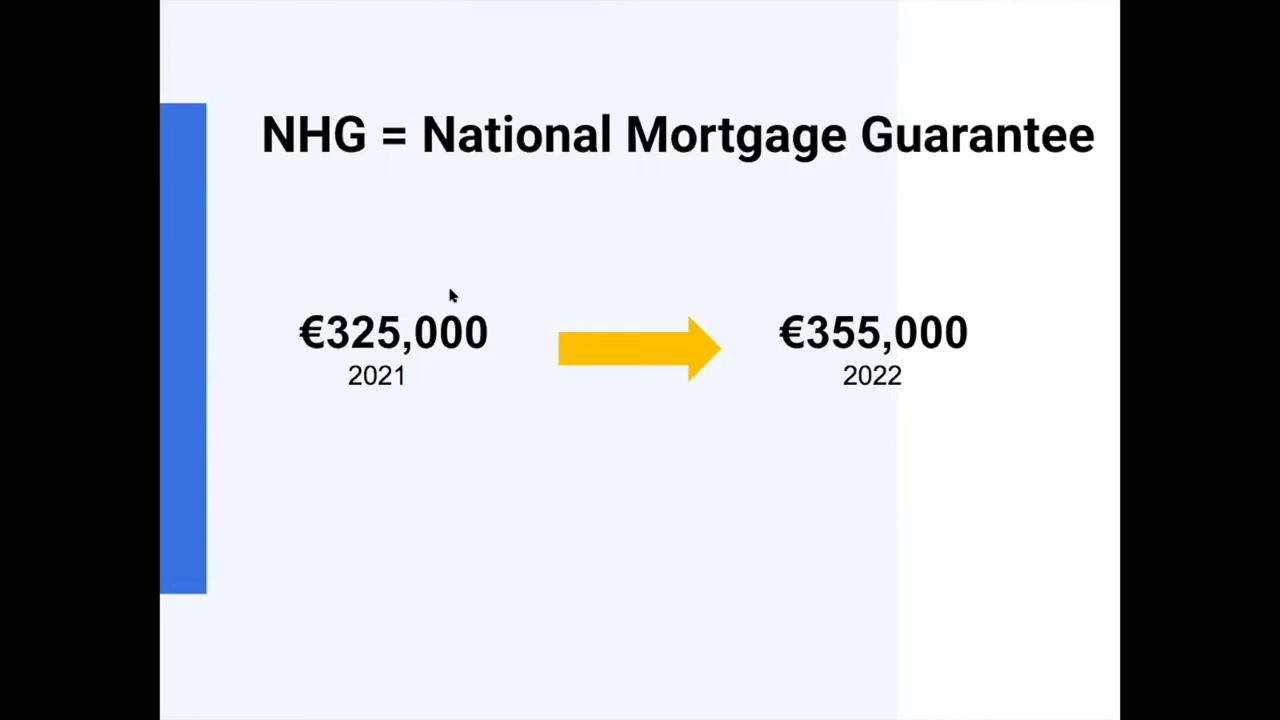 NHG = National Mortgage Guarantee
€325,000
2021
€355,000
2022